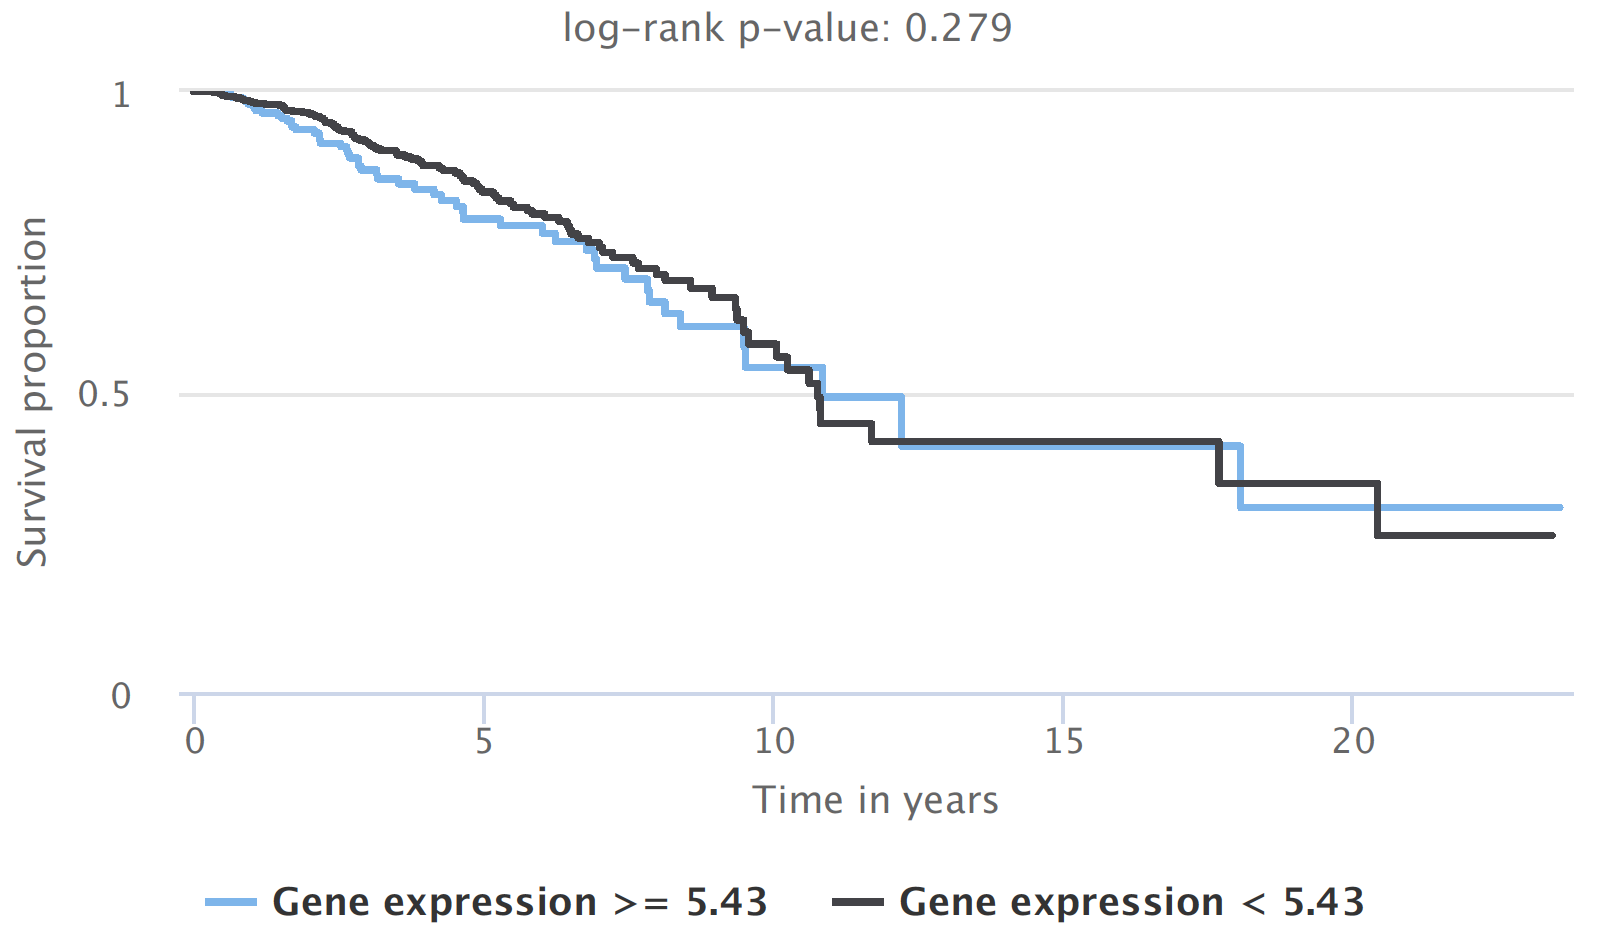 log-rank p-value: 0.279
1
0.5
0
Survival proportion
0 5 10 15 20
Time in years
Gene expression >= 5.43 Gene expression < 5.43